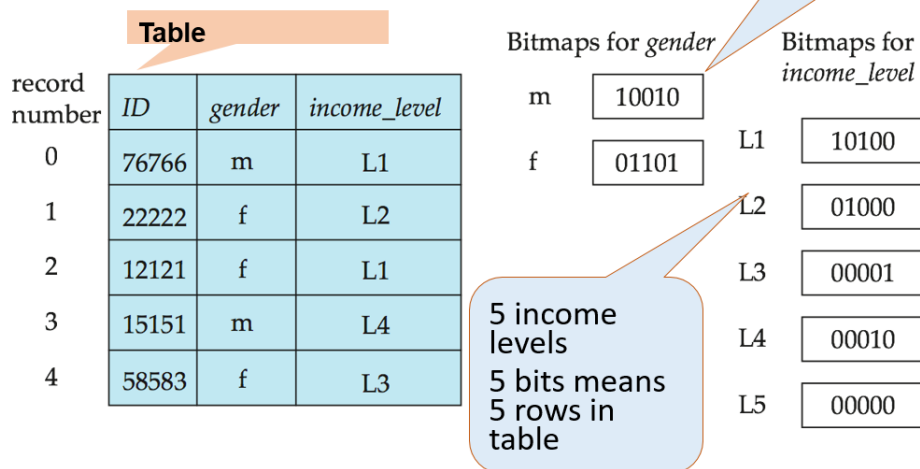 Table
record
number
ID gender income_level
0 76766 m L1
1 22222 f L2
2 12121 f L1
3 15151 m L4
4 58583 f L3
Bitmaps for gender
m 10010
f 01101
Bitmaps for
income_level
L1 10100
L2 01000
L3 00001
L4 00010
L5 00000
5 income
levels
5 bits means
5 rows in
table